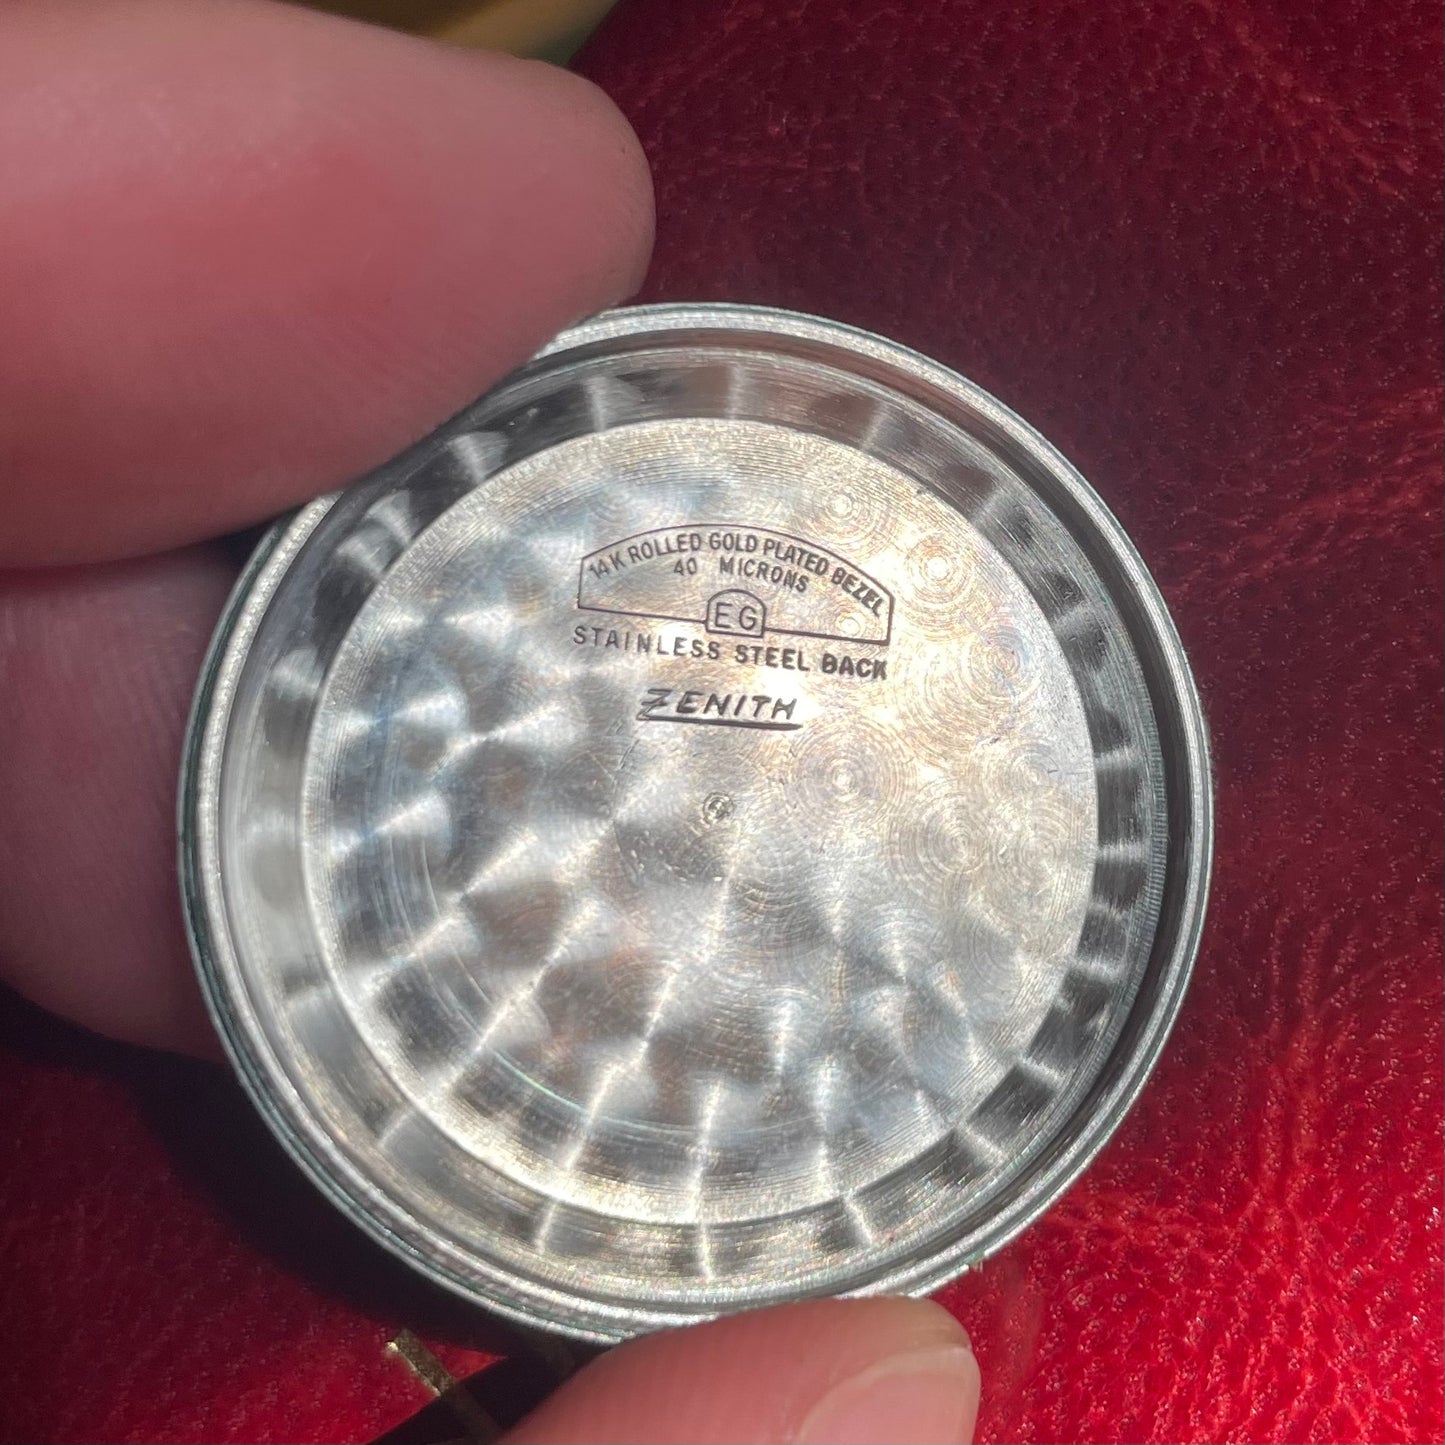 14K ROLLED GOLD PLATED BEZEL
40 MICRONS
EG
STAINLESS STEEL BACK
ZENITH